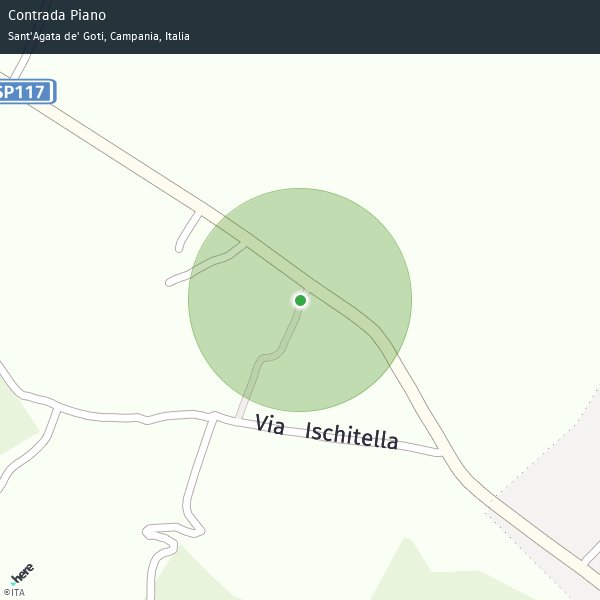 Contrada Piano
Sant'Agata de' Goti, Campania, Italia
SP117
Via Ischitella
here
©ITA